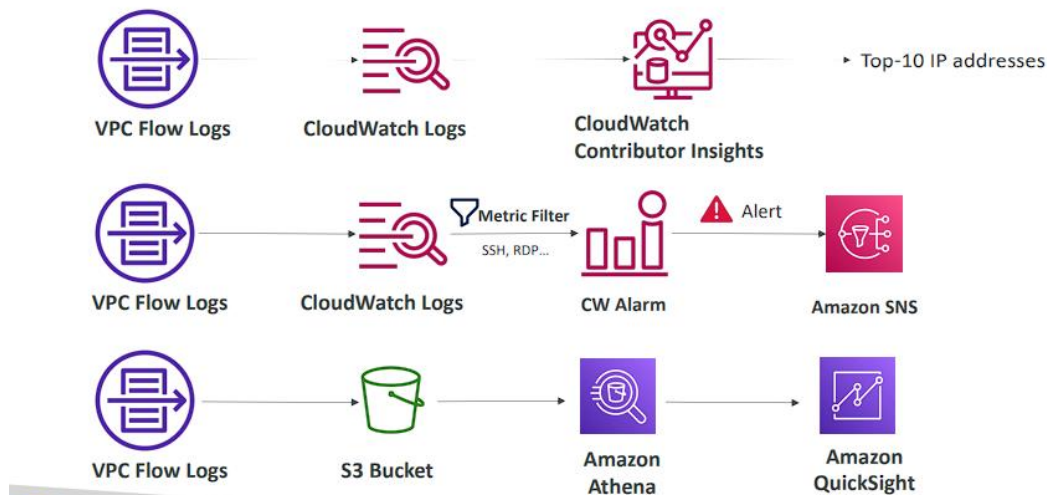 Top-10 IP addresses
VPC Flow Logs
CloudWatch Logs
CloudWatch
Contributor Insights
Metric Filter
Alert
SSH, RDP...
VPC Flow Logs
CloudWatch Logs
CW Alarm
Amazon SNS
VPC Flow Logs
S3 Bucket
Amazon
Athena
Amazon
QuickSight